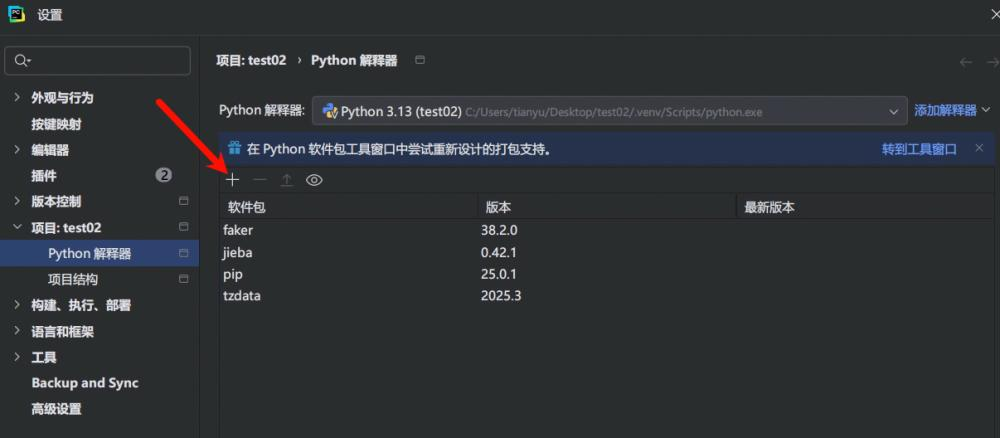 PC
设置
项目: test02 › Python 解释器
外观与行为
按键映射
编辑器
插件 2
版本控制
项目: test02
Python 解释器
项目结构
构建、执行、部署
语言和框架
工具
Backup and Sync
高级设置
Python 解释器: Python 3.13 (test02) C:/Users/tianyu/Desktop/test02/.venv/Scripts/python.exe 添加解释器
在 Python 软件包工具窗口中尝试重新设计的打包支持。 转到工具窗口
软件包 版本 最新版本
faker 38.2.0
jieba 0.42.1
pip 25.0.1
tzdata 2025.3